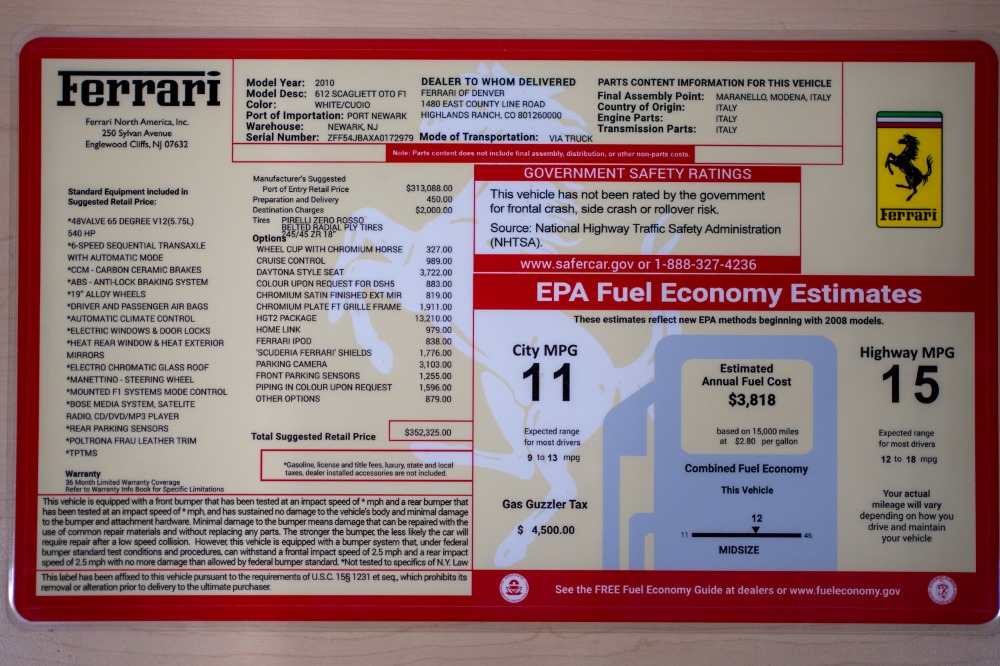 Ferrari
Ferrari North America, Inc.
250 Sylvan Avenue
Englewood Cliffs, NJ 07632
Model Year: 2010
Model Desc: 612 SCAGLIETT OTO F1
Color: WHITE/CUOIO
Port of Importation: PORT NEWARK
Warehouse: NEWARK, NJ
Serial Number: ZFF54JBAXA0172979
DEALER TO WHOM DELIVERED
FERRARI OF DENVER
1480 EAST COUNTY LINE ROAD
HIGHLANDS RANCH, CO 801260000
Mode of Transportation: VIA TRUCK
PARTS CONTENT IMFORMATION FOR THIS VEHICLE
Final Assembly Point: MARANELLO, MODENA, ITALY
Country of Origin: ITALY
Engine Parts: ITALY
Transmission Parts: ITALY
Note: Parts content does not include final assembly, distribution, or other non-parts costs.
Ferrari
Standard Equipment included in
Suggested Retail Price:
*48VALVE 65 DEGREE V12(5.75L)
540 HP
*6-SPEED SEQUENTIAL TRANSAXLE
WITH AUTOMATIC MODE
*CCM - CARBON CERAMIC BRAKES
*ABS - ANTI-LOCK BRAKING SYSTEM
*19" ALLOY WHEELS
*DRIVER AND PASSENGER AIR BAGS
*AUTOMATIC CLIMATE CONTROL
*ELECTRIC WINDOWS & DOOR LOCKS
*HEAT REAR WINDOW & HEAT EXTERIOR
MIRRORS
*ELECTRO CHROMATIC GLASS ROOF
*MANETTINO - STEERING WHEEL
*MOUNTED F1 SYSTEMS MODE CONTROL
*BOSE MEDIA SYSTEM, SATELITE
RADIO, CD/DVD/MP3 PLAYER
*REAR PARKING SENSORS
*POLTRONA FRAU LEATHER TRIM
*TPTMS
Warranty
36 Month Limited Warranty Coverage
Refer to Warranty Info Book for Specific Limitations
Manufacturer's Suggested
Port of Entry Retail Price $313,088.00
Preparation and Delivery 450.00
Destination Charges $2,000.00
Tires PIRELLI ZERO ROSSO
BELTED RADIAL PLY TIRES
245/45 ZR 18"
Options
WHEEL CUP WITH CHROMIUM HORSE 327.00
CRUISE CONTROL 989.00
DAYTONA STYLE SEAT 3,722.00
COLOUR UPON REQUEST FOR DSH5 883.00
CHROMIUM SATIN FINISHED EXT MIR 819.00
CHROMIUM PLATE FT GRILLE FRAME 1,911.00
HGT2 PACKAGE 13,210.00
HOME LINK 979.00
FERRARI IPOD 838.00
'SCUDERIA FERRARI' SHIELDS 1,776.00
PARKING CAMERA 3,103.00
FRONT PARKING SENSORS 1,255.00
PIPING IN COLOUR UPON REQUEST 1,596.00
OTHER OPTIONS 879.00
Total Suggested Retail Price $352,325.00
*Gasoline, license and title fees, luxury, state and local
taxes, dealer installed accessories are not included.
This vehicle is equipped with a front bumper that has been tested at an impact speed of * mph and a rear bumper that
has been tested at an impact speed of * mph, and has sustained no damage to the vehicle's body and minimal damage
to the bumper and attachment hardware. Minimal damage to the bumper means damage that can be repaired with the
use of common repair materials and without replacing any parts. The stronger the bumper, the less likely the car will
require repair after a low speed collision. However this vehicle is equipped with a bumper system that, under federal
bumper standard test conditions and procedures, can withstand a frontal impact of 2.5 mph and a rear impact
speed of 2.5 mph with no more damage than allowed by federal bumper standard. *Not tested to specifics of N.Y. Law
This label has been affixed to this vehicle pursuant to the requirements of U.S.C. 15§ 1231 et seq., which prohibits its
removal or alteration prior to delivery to the ultimate purchaser.
GOVERNMENT SAFETY RATINGS
This vehicle has not been rated by the government
for frontal crash, side crash or rollover risk.
Source: National Highway Traffic Safety Administration
(NHTSA).
www.safercar.gov or 1-888-327-4236
EPA Fuel Economy Estimates
These estimates reflect new EPA methods beginning with 2008 models.
City MPG
11
Expected range
for most drivers
9 to 13 mpg
Gas Guzzler Tax
$ 4,500.00
Estimated
Annual Fuel Cost
$3,818
based on 15,000 miles
at $2.80 per gallon
Combined Fuel Economy
This Vehicle
12
11 45
MIDSIZE
Highway MPG
15
Expected range
for most drivers
12 to 18 mpg
Your actual
mileage will vary
depending on how you
drive and maintain
your vehicle
See the FREE Fuel Economy Guide at dealers or www.fueleconomy.gov